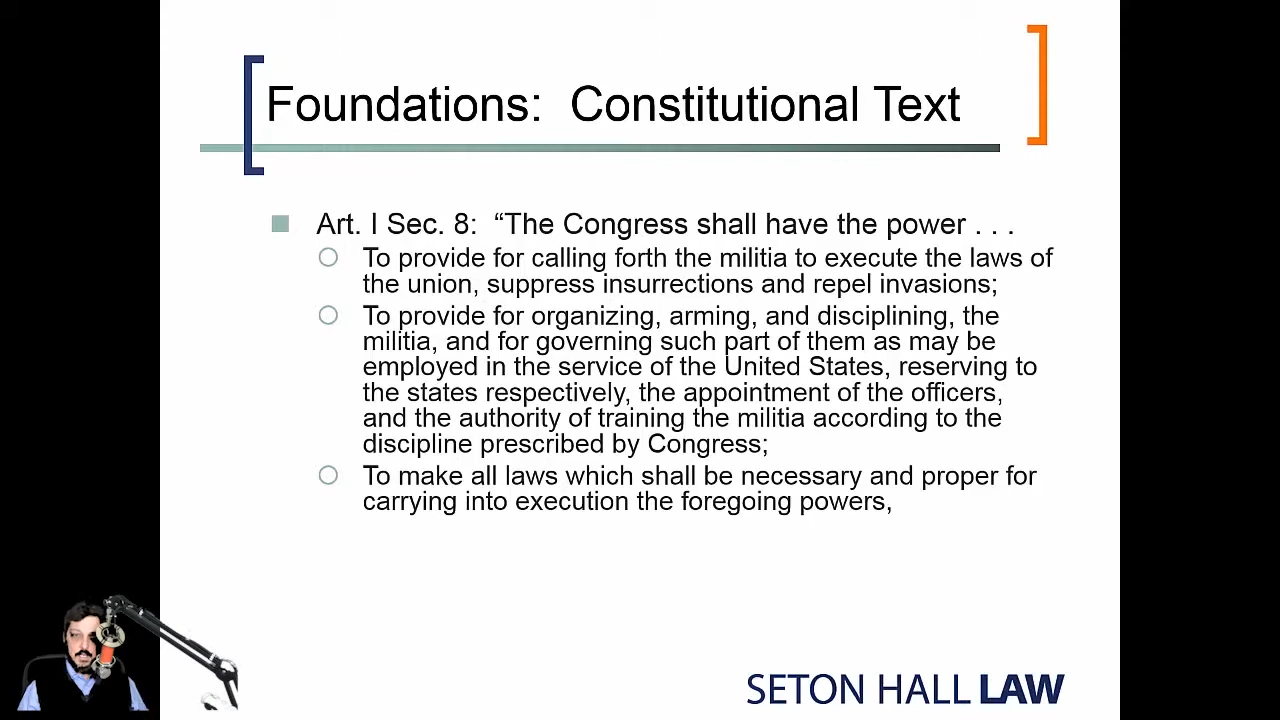 Foundations:  Constitutional Text
Art. I Sec. 8:  “The Congress shall have the power . . .
To provide for calling forth the militia to execute the laws of
the union, suppress insurrections and repel invasions;
To provide for organizing, arming, and disciplining, the
militia, and for governing such part of them as may be
employed in the service of the United States, reserving to
the states respectively, the appointment of the officers,
and the authority of training the militia according to the
discipline prescribed by Congress;
To make all laws which shall be necessary and proper for
carrying into execution the foregoing powers,
SETON HALL LAW